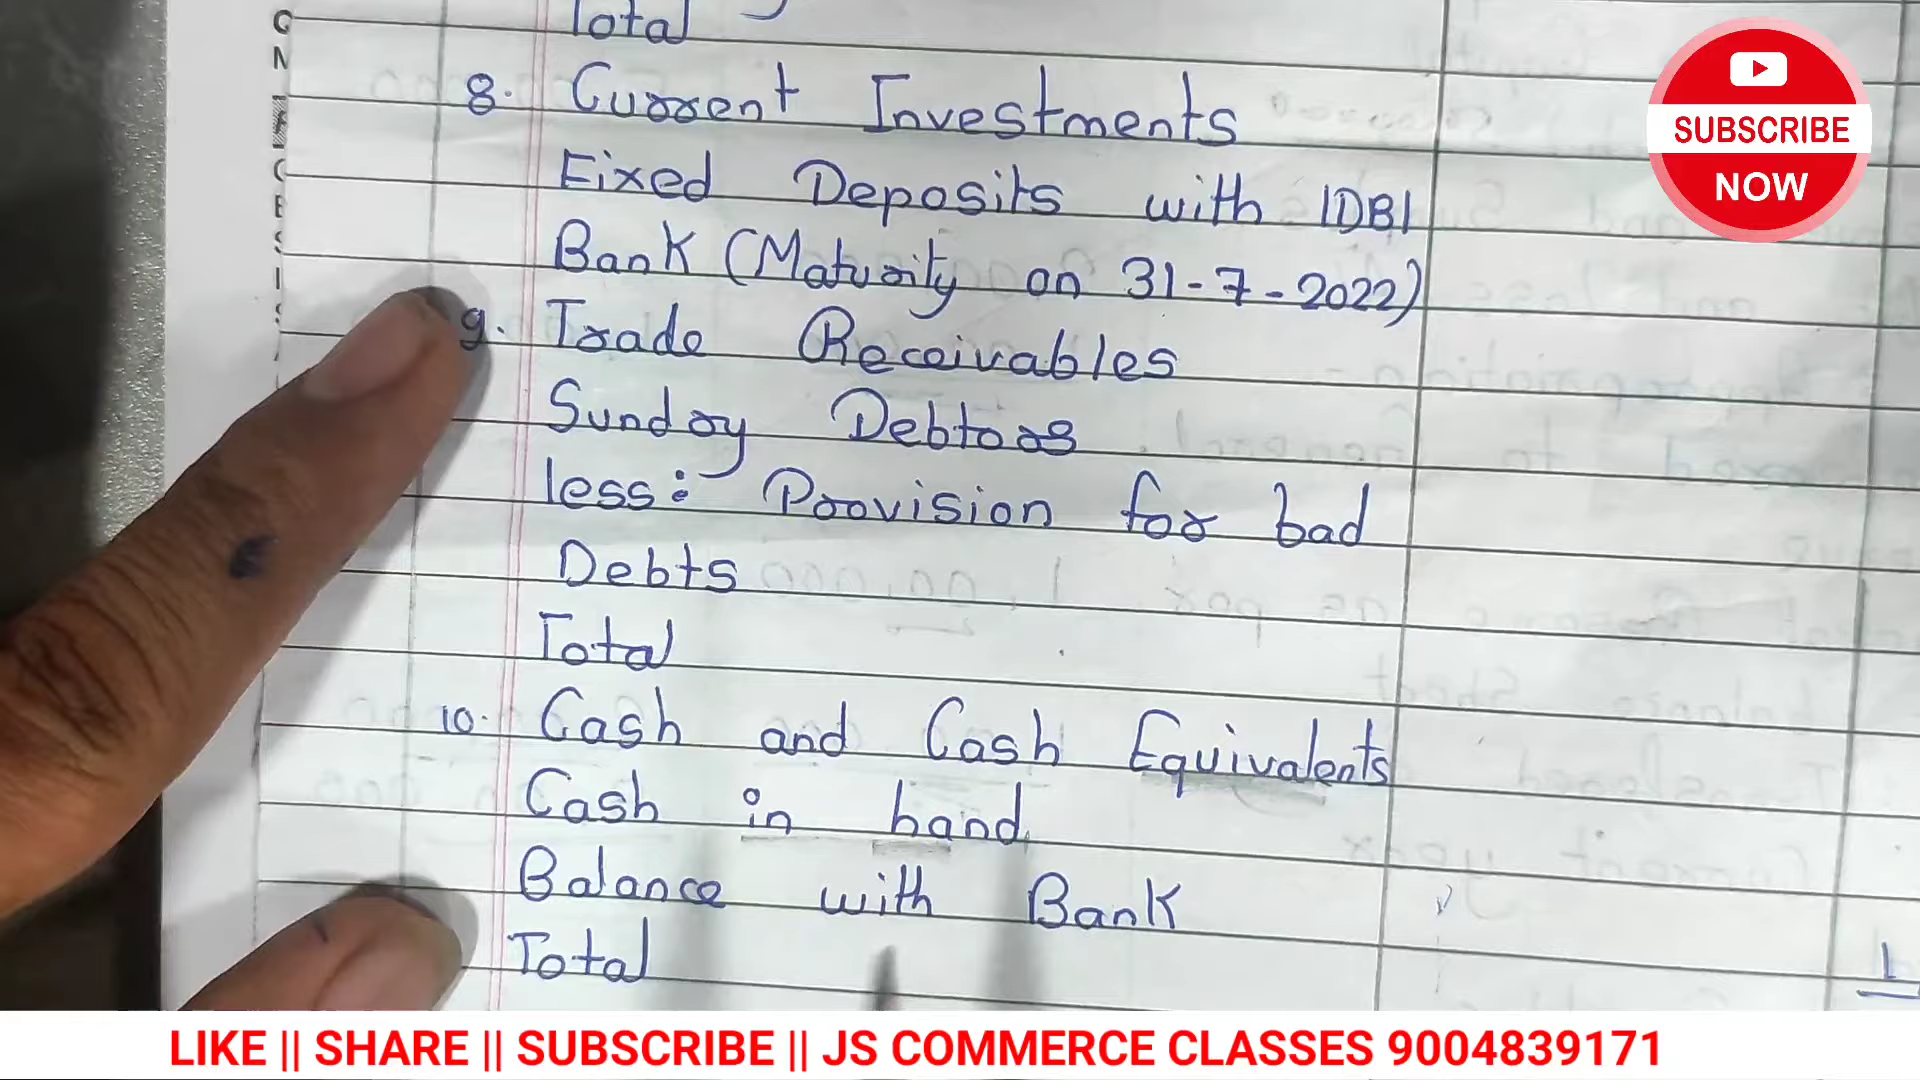 Total
8. Current Investments
Fixed Deposits with IDBI
Bank (Maturity on 31-7-2022)
9. Trade Receivables
Sundry Debtors
less: Provision for bad
Debts
Total
10. Cash and Cash Equivalents
Cash in hand
Balance with Bank
Total
SUBSCRIBE
NOW
LIKE || SHARE || SUBSCRIBE || JS COMMERCE CLASSES 9004839171